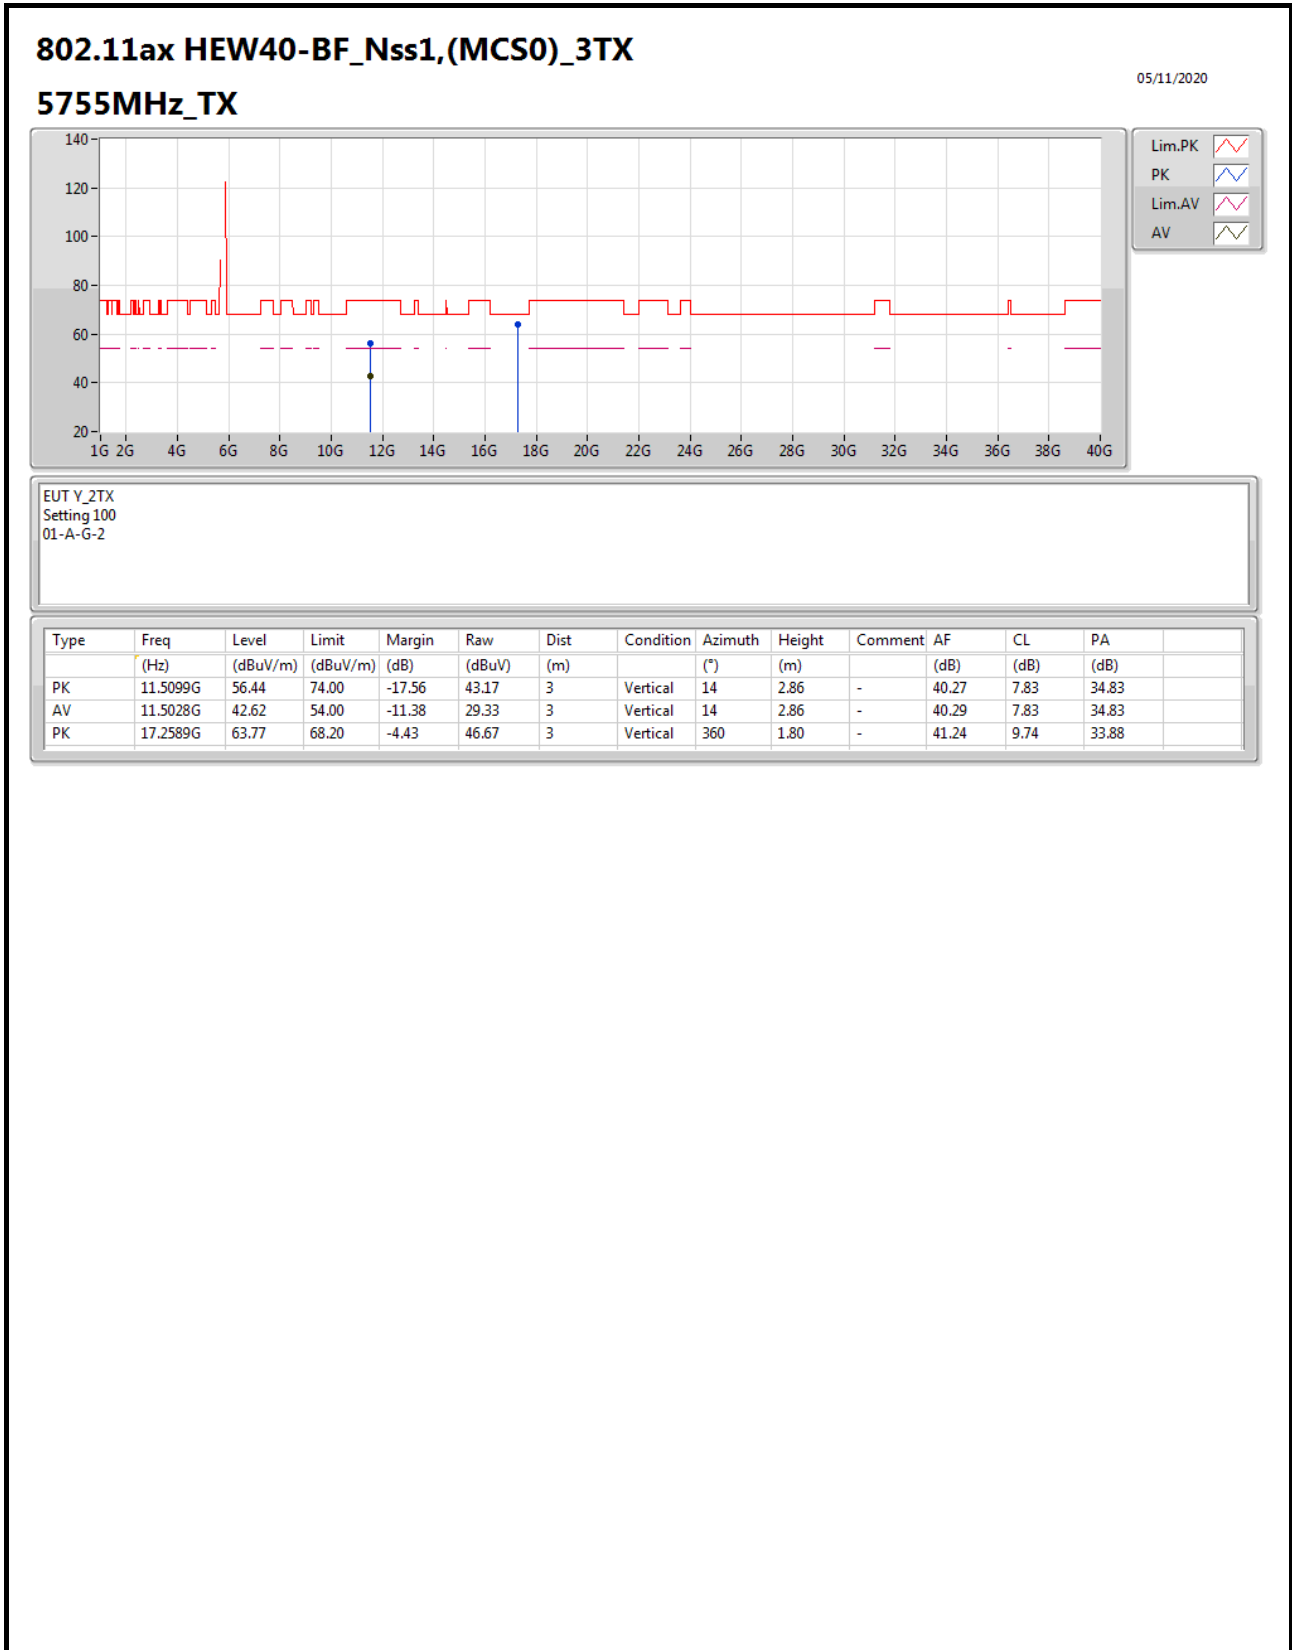 802.11ax HEW40-BF_Nss1,(MCS0)_3TX
05/11/2020
5755MHz_TX
140
120
100
80
60
40
20
1G 2G 4G 6G 8G 10G 12G 14G 16G 18G 20G 22G 24G 26G 28G 30G 32G 34G 36G 38G 40G
Lim.PK
PK
Lim.AV
AV
EUT Y_2TX
Setting 100
01-A-G-2
Type Freq Level Limit Margin Raw Dist Condition Azimuth Height Comment AF CL PA
(Hz) (dBuV/m) (dBuV/m) (dB) (dBuV) (m) (°) (m) (dB) (dB) (dB)
PK 11.5099G 56.44 74.00 -17.56 43.17 3 Vertical 14 2.86 - 40.27 7.83 34.83
AV 11.5028G 42.62 54.00 -11.38 29.33 3 Vertical 14 2.86 - 40.29 7.83 34.83
PK 17.2589G 63.77 68.20 -4.43 46.67 3 Vertical 360 1.80 - 41.24 9.74 33.88